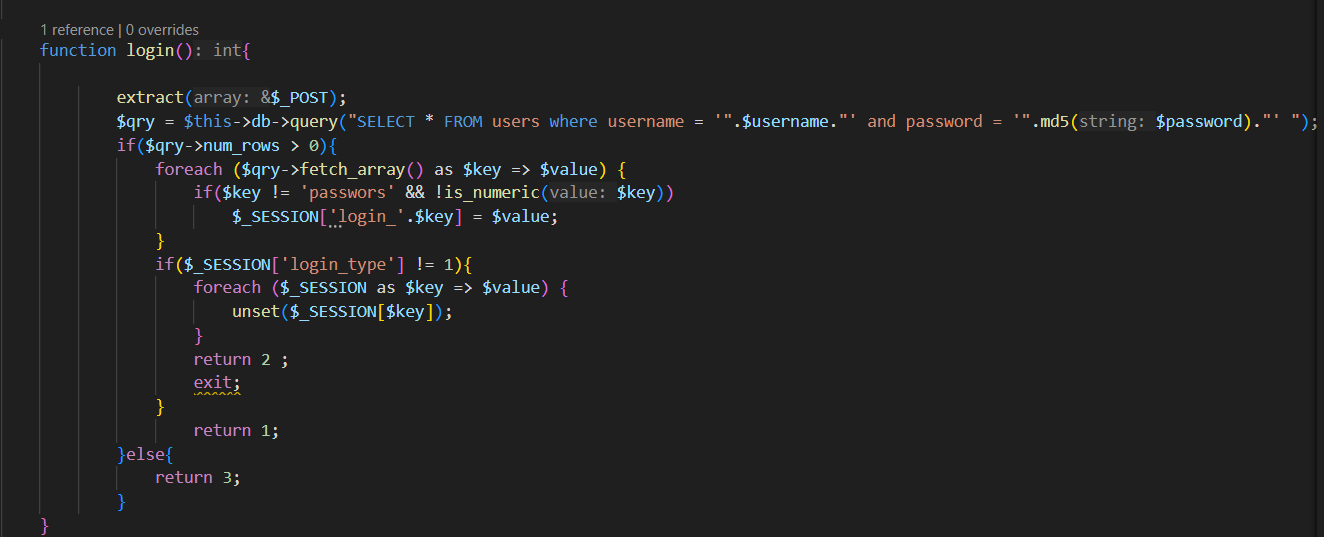 1 reference | 0 overrides
function login(): int{
extract(array: &$_POST);
$qry = $this->db->query("SELECT * FROM users where username = '".$username."' and password = '".md5(string: $password)."' ");
if($qry->num_rows > 0){
foreach ($qry->fetch_array() as $key => $value) {
if($key != 'passwors' && !is_numeric(value: $key))
$_SESSION['login_'.$key] = $value;
}
if($_SESSION['login_type'] != 1){
foreach ($_SESSION as $key => $value) {
unset($_SESSION[$key]);
}
return 2 ;
exit;
}
return 1;
}else{
return 3;
}
}